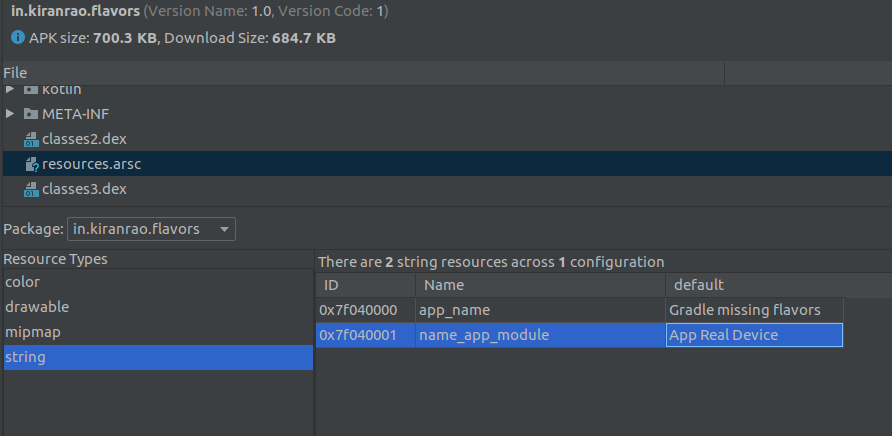 in.kiranrao.flavors (Version Name: 1.0, Version Code: 1)
APK size: 700.3 KB, Download Size: 684.7 KB
File
kotlin
META-INF
classes2.dex
resources.arsc
classes3.dex
Package: in.kiranrao.flavors
Resource Types
There are 2 string resources across 1 configuration
color
ID Name default
drawable
0x7f040000 app_name Gradle missing flavors
mipmap
0x7f040001 name_app_module App Real Device
string